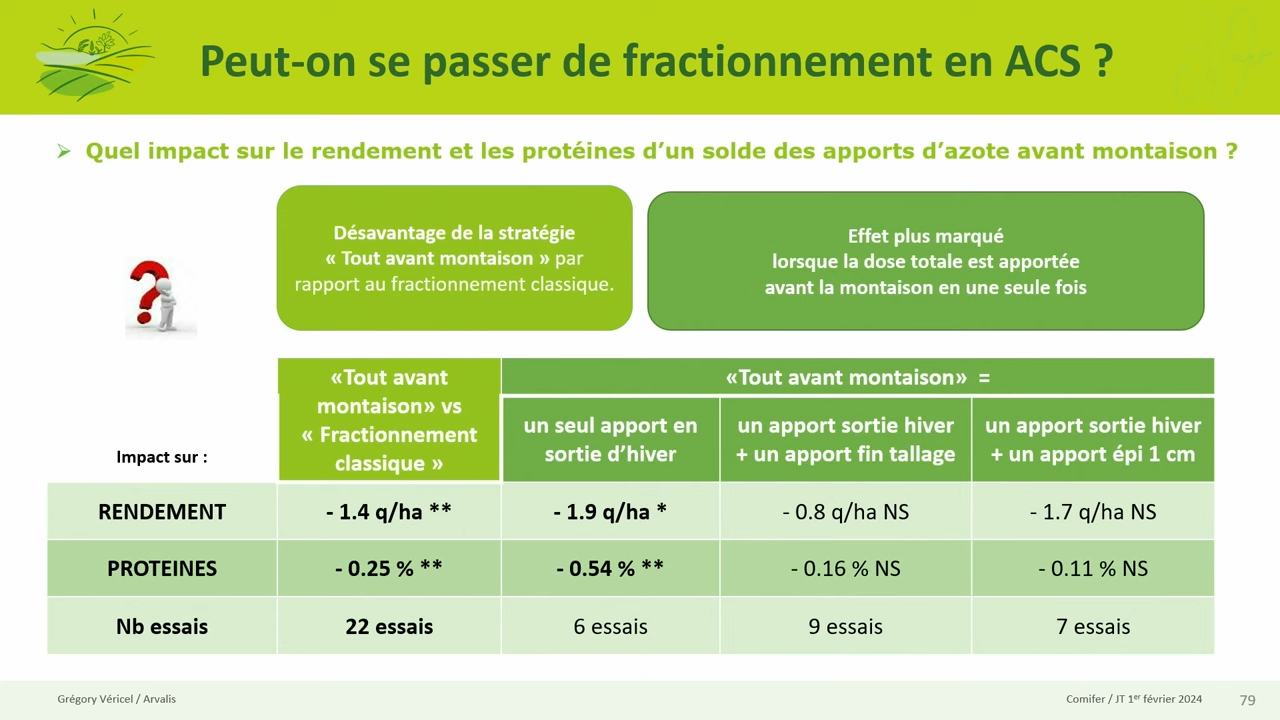 Peut-on se passer de fractionnement en ACS ?
Quel impact sur le rendement et les protéines d’un solde des apports d’azote avant montaison ?
Désavantage de la stratégie
« Tout avant montaison » par
rapport au fractionnement classique.
Effet plus marqué
lorsque la dose totale est apportée
avant la montaison en une seule fois
Impact sur :
«Tout avant
montaison» vs
« Fractionnement
classique »
«Tout avant montaison» =
un seul apport en
sortie d’hiver
un apport sortie hiver
+ un apport fin tallage
un apport sortie hiver
+ un apport épi 1 cm
RENDEMENT
- 1.4 q/ha **
- 1.9 q/ha *
- 0.8 q/ha NS
- 1.7 q/ha NS
PROTEINES
- 0.25 % **
- 0.54 % **
- 0.16 % NS
- 0.11 % NS
Nb essais
22 essais
6 essais
9 essais
7 essais
Grégory Véricel / Arvalis
Comifer / JT 1er février 2024
79